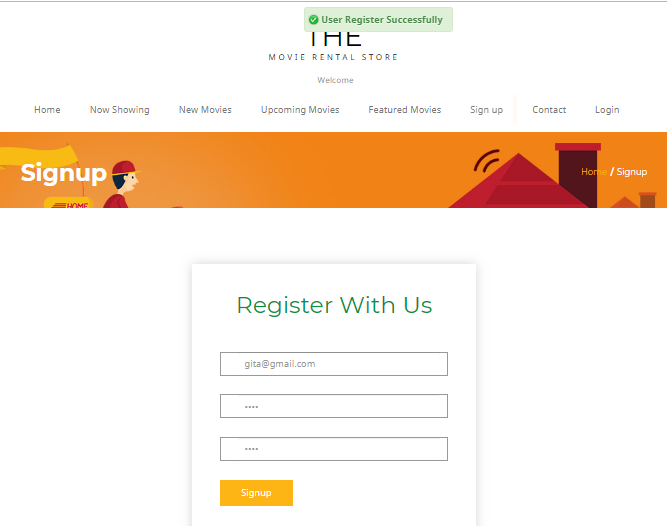 User Register Successfully
THE
MOVIE RENTAL STORE
Welcome
Home Now Showing New Movies Upcoming Movies Featured Movies Sign up Contact Login
Signup
Home / Signup
HOME
Register With Us
gita@gmail.com
••••
••••
Signup